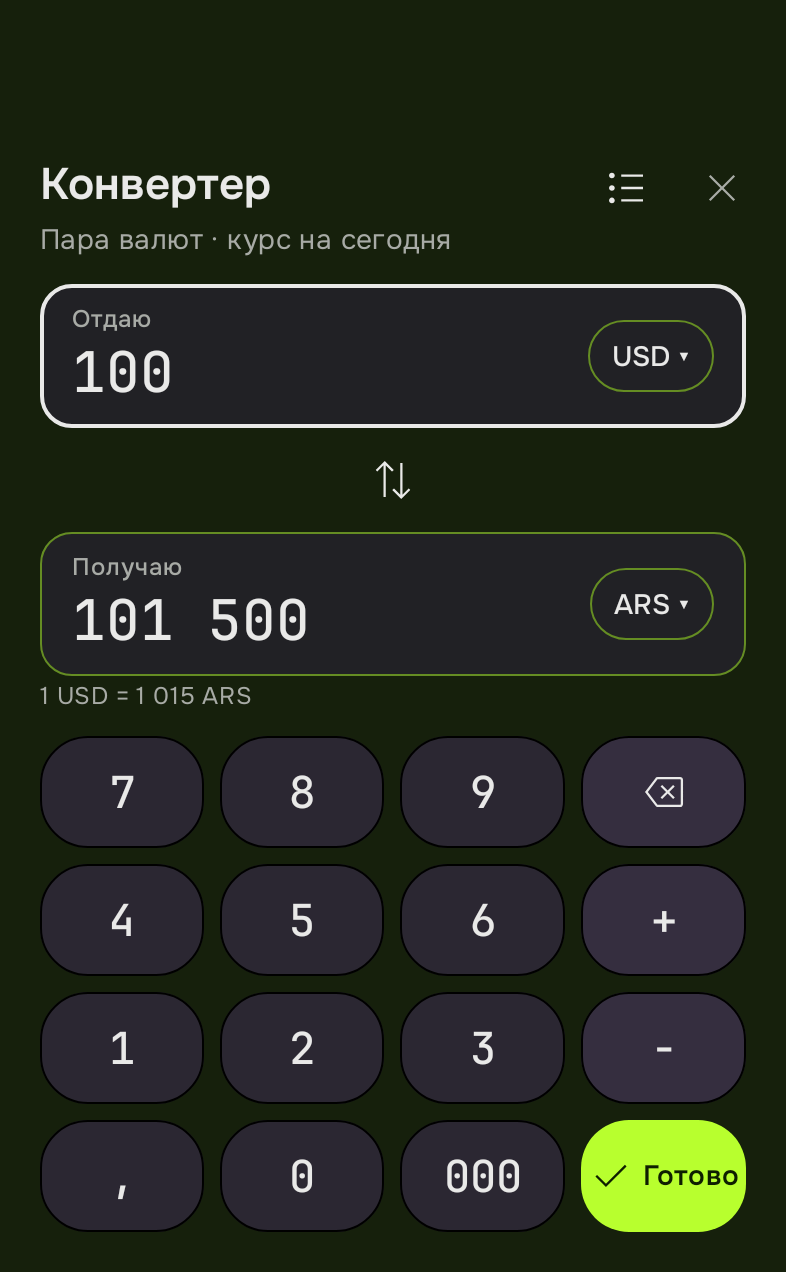 Конвертер
Пара валют · курс на сегодня
Отдаю
100
USD ▾
Получаю
101 500
ARS ▾
1 USD = 1 015 ARS
7 8 9
4 5 6 +
1 2 3 -
, 0 000 Готово